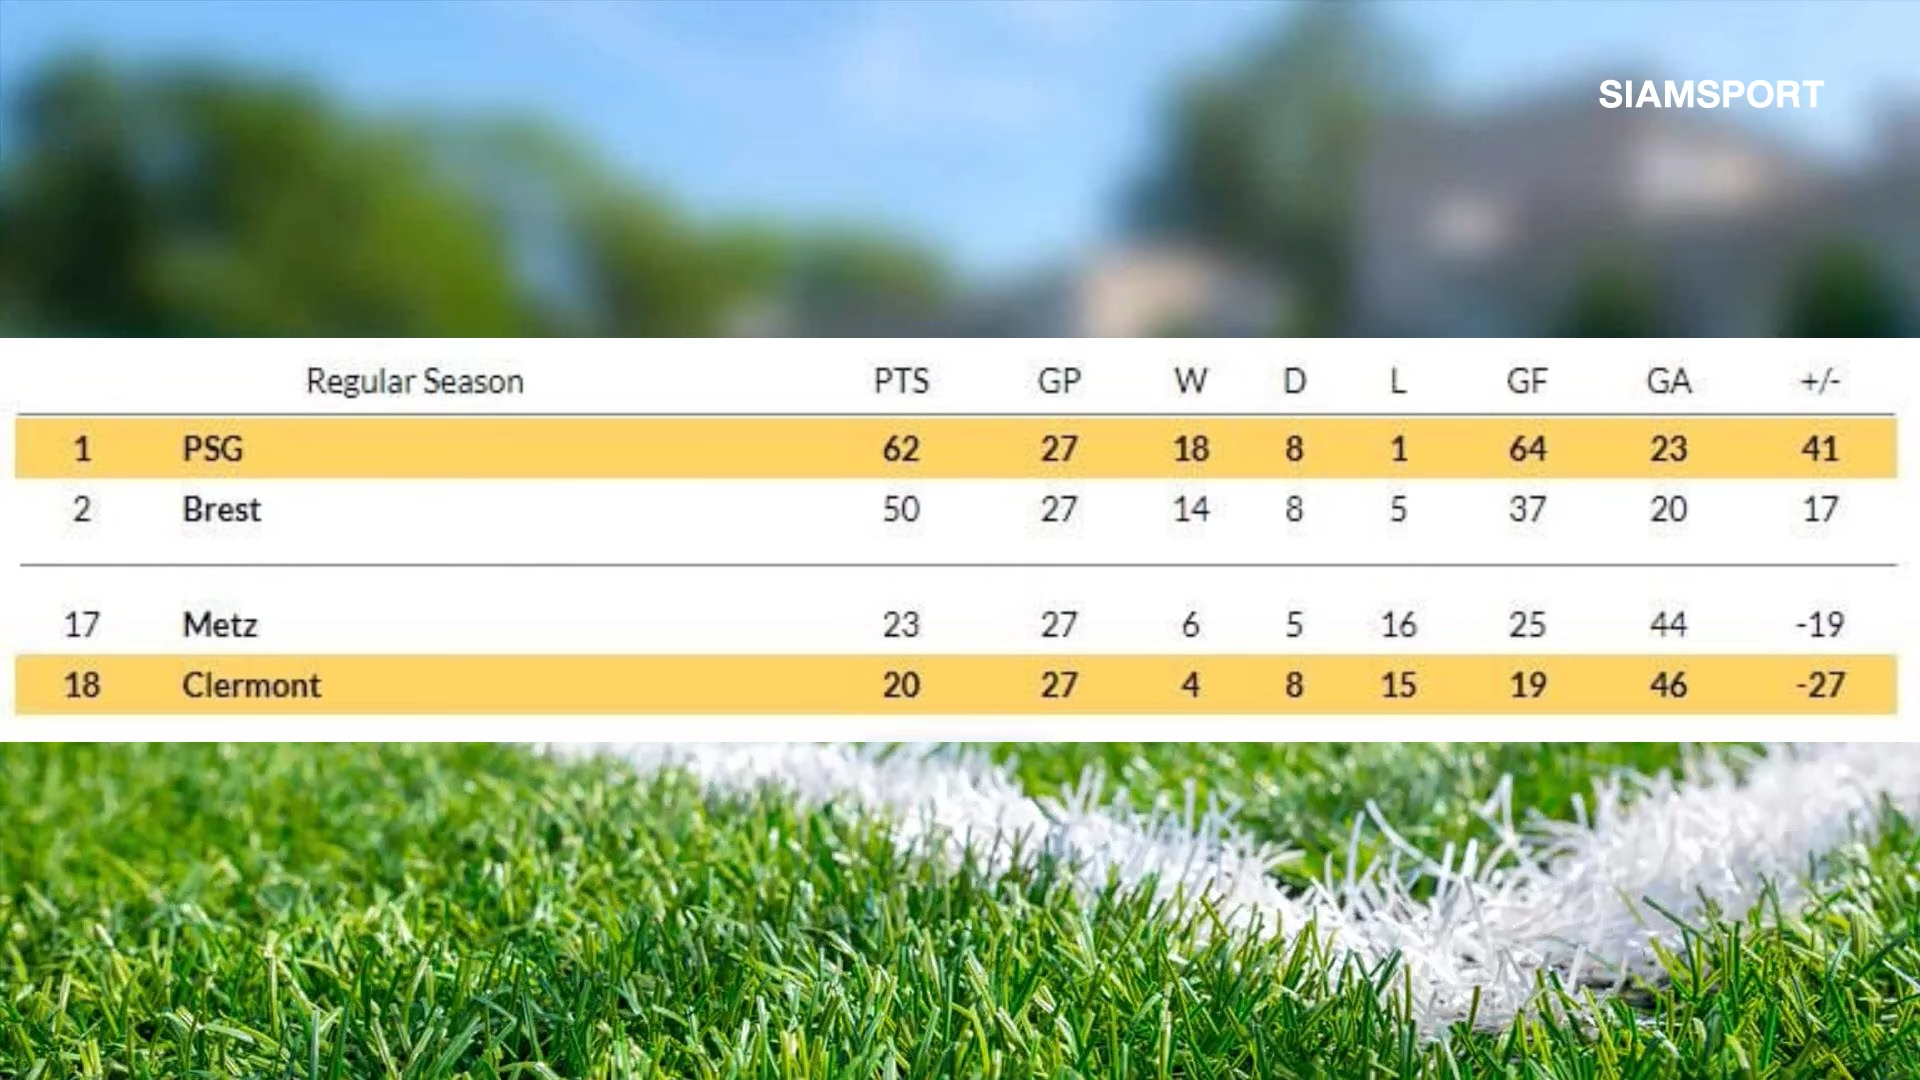 SIAMSPORT
Regular Season PTS GP W D L GF GA +/-
1 PSG 62 27 18 8 1 64 23 41
2 Brest 50 27 14 8 5 37 20 17
17 Metz 23 27 6 5 16 25 44 -19
18 Clermont 20 27 4 8 15 19 46 -27